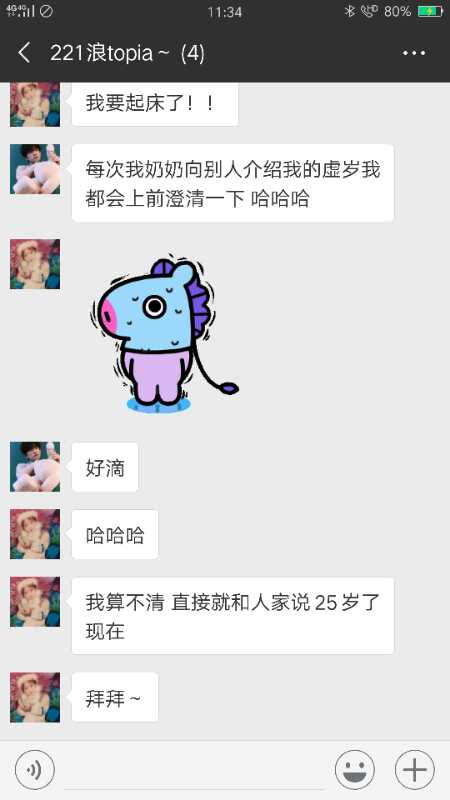 4G 4G 11:34 HD 80%
221浪topia~ (4)
我要起床了！！
每次我奶奶向别人介绍我的虚岁我
都会上前澄清一下 哈哈哈
好滴
哈哈哈
我算不清 直接就和人家说 25 岁了
现在
拜拜~